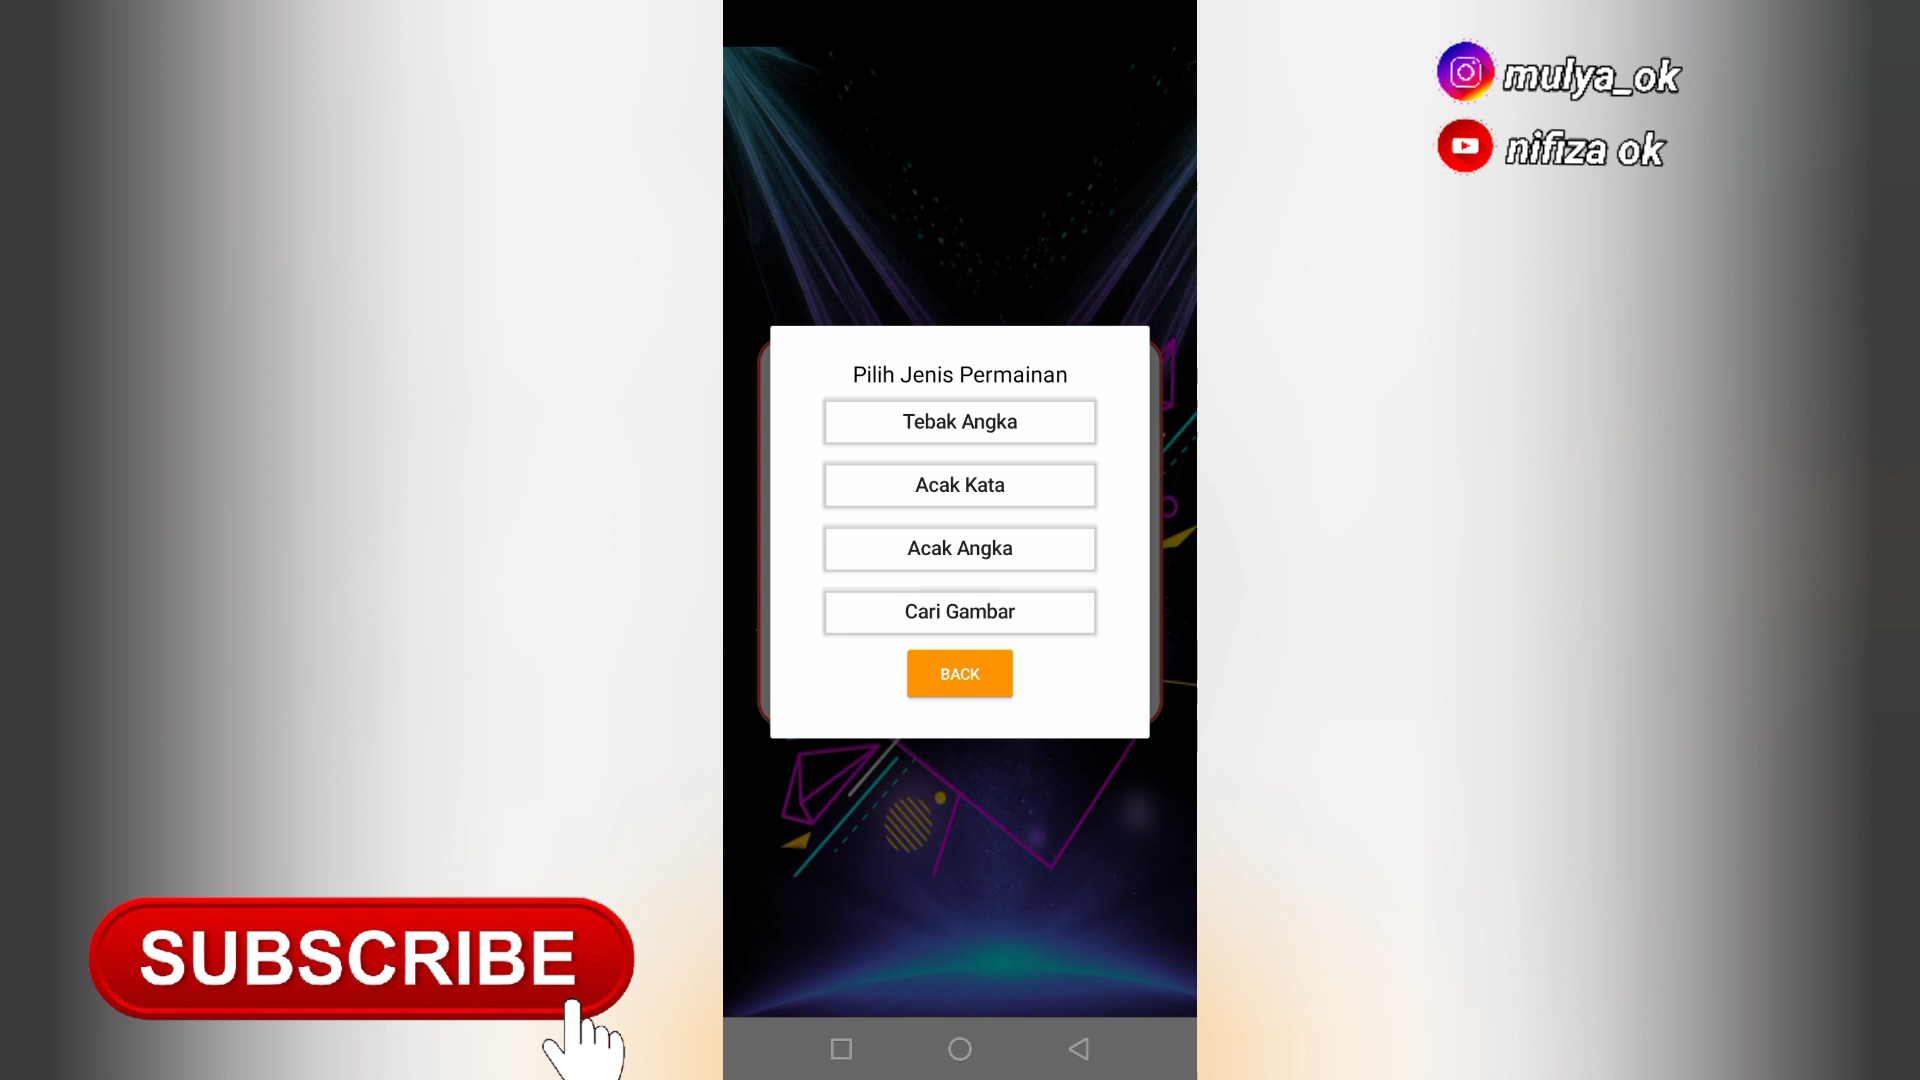 mulya_ok
nifiza ok
Pilih Jenis Permainan
Tebak Angka
Acak Kata
Acak Angka
Cari Gambar
BACK
SUBSCRIBE